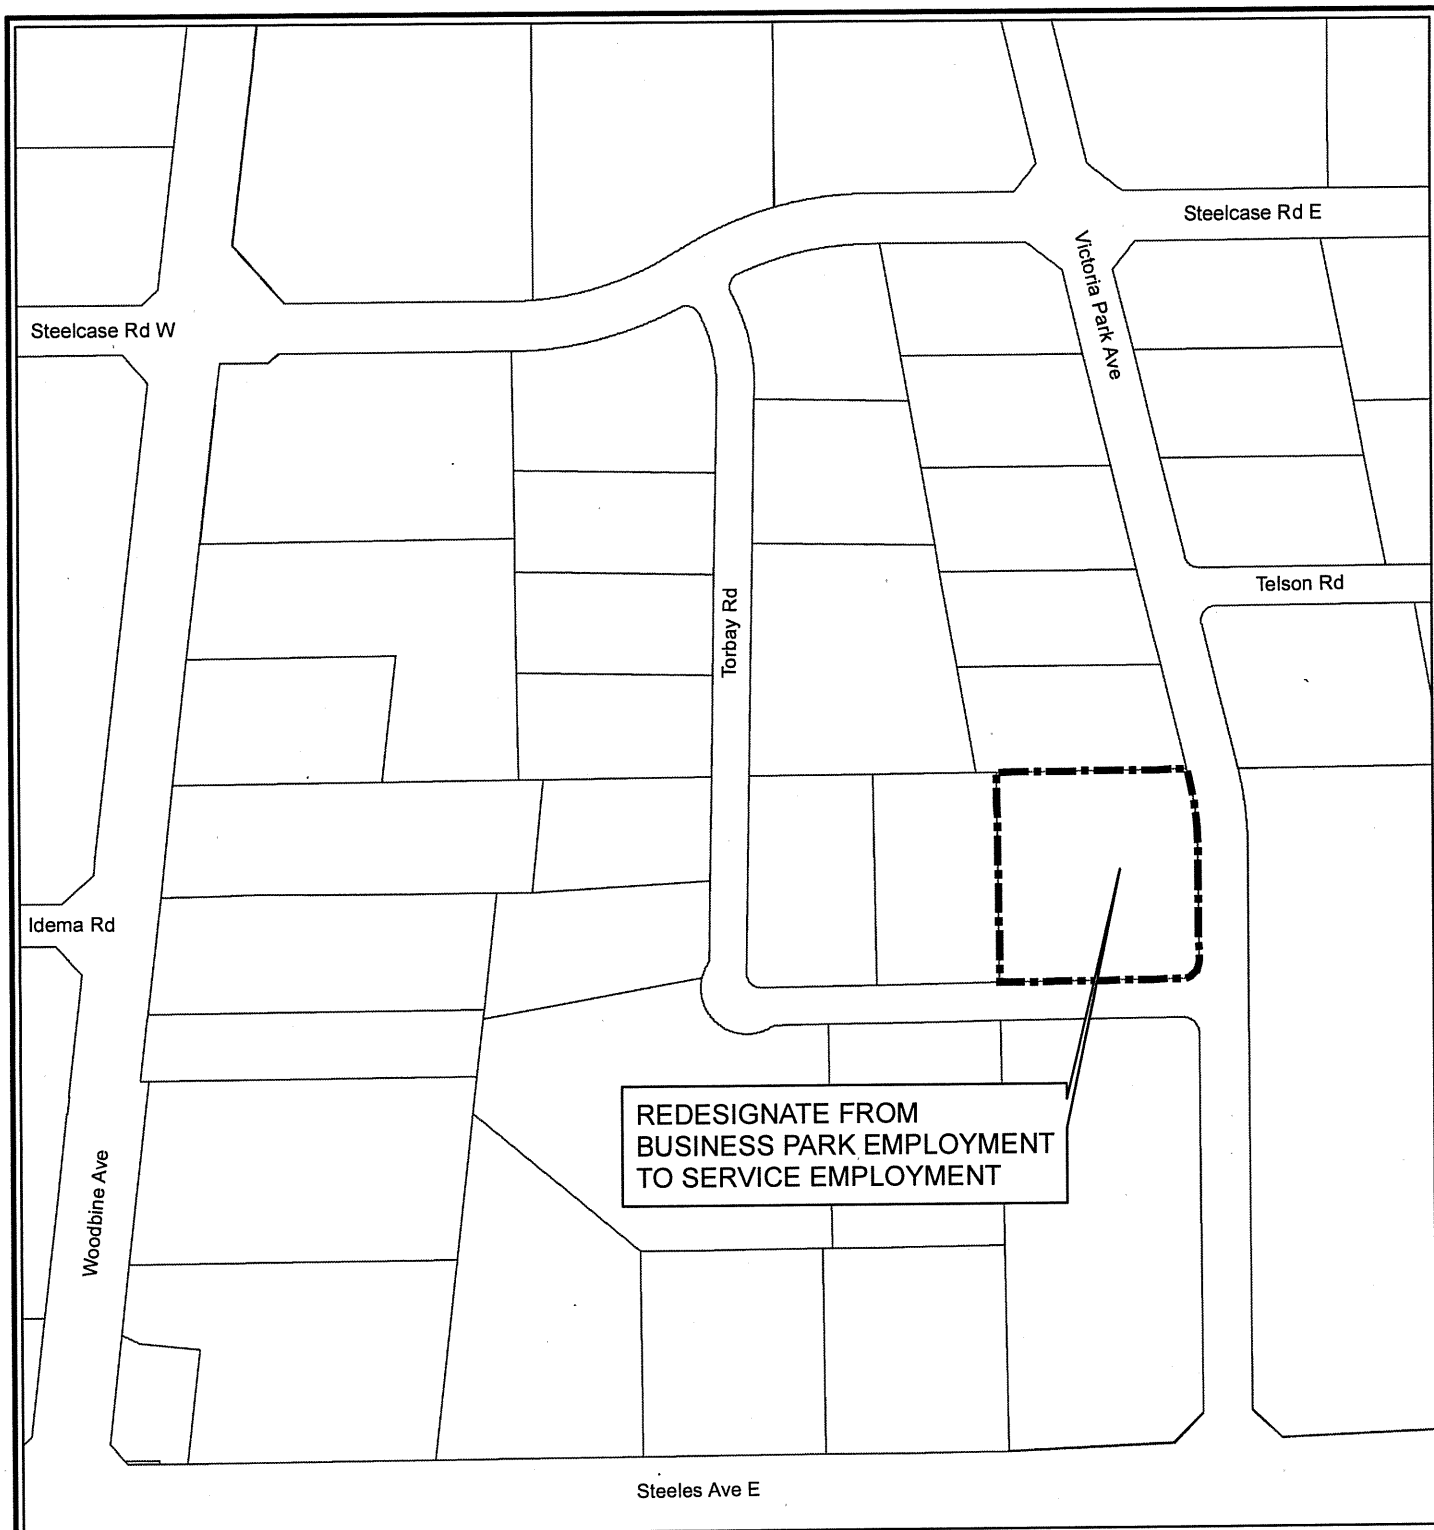 Steelcase Rd E
Victoria Park Ave
Steelcase Rd W
Telson Rd
Torbay Rd
Idema Rd
REDESIGNATE FROM
BUSINESS PARK EMPLOYMENT
TO SERVICE EMPLOYMENT
Woodbine Ave
Steeles Ave E